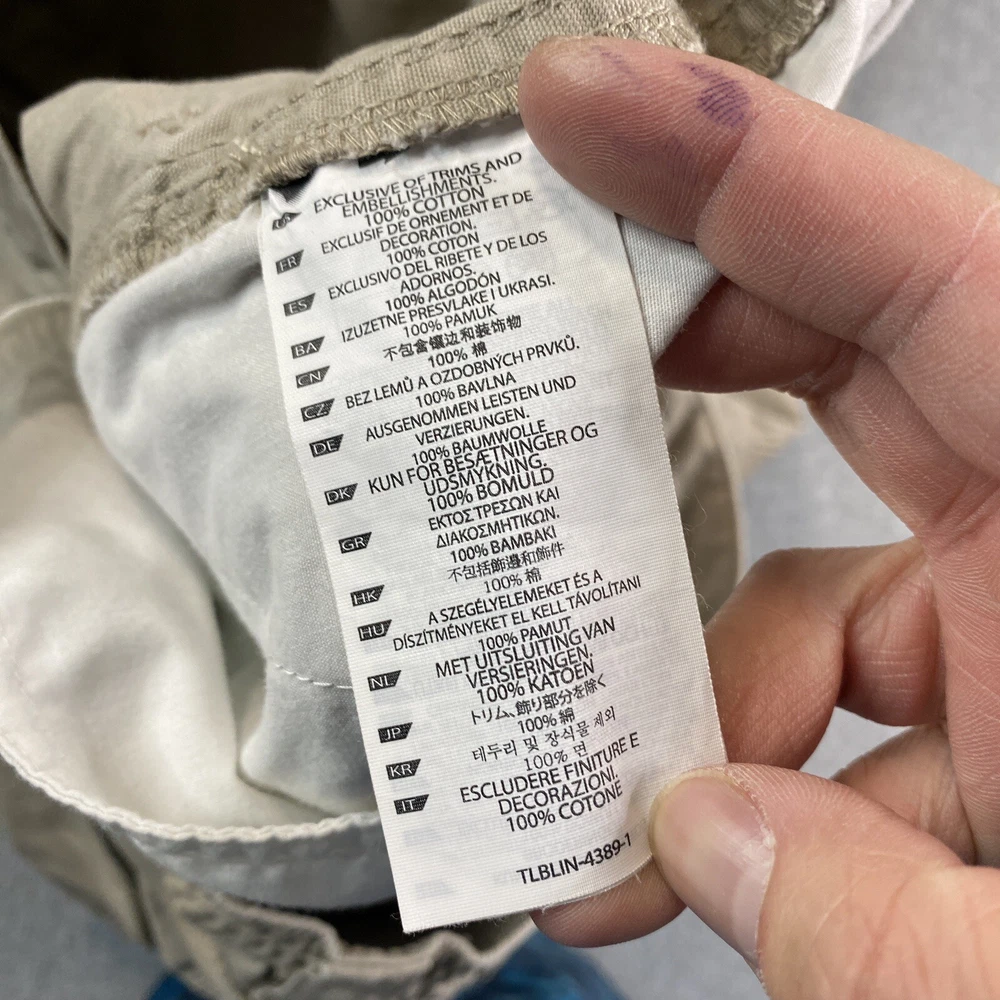 EXCLUSIVE OF TRIMS AND
EMBELLISHMENTS.
100% COTTON
FR EXCLUSIF DE ORNEMENT ET DE
DECORATION.
100% COTON
ES EXCLUSIVO DEL RIBETE Y DE LOS
ADORNOS.
100% ALGODÓN
BA IZUZETNE PRESVLAKE I UKRASI.
100% PAMUK
CN 不包含镶边和装饰物
100% 棉
CZ BEZ LEMŮ A OZDOBNÝCH PRVKŮ.
100% BAVLNA
DE AUSGENOMMEN LEISTEN UND
VERZIERUNGEN.
100% BAUMWOLLE
DK KUN FOR BESÆTNINGER OG
UDSMYKNING.
100% BOMULD
GR ΕΚΤΟΣ ΤΡΕΣΩΝ ΚΑΙ
ΔΙΑΚΟΣΜΗΤΙΚΩΝ.
100% ΒΑΜΒΑΚΙ
HK 不包括飾邊和飾件
100% 棉
HU A SZEGÉLYELEMEKET ÉS A
DÍSZÍTMÉNYEKET EL KELL TÁVOLÍTANI
100% PAMUT
NL MET UITSLUITING VAN
VERSIERINGEN.
100% KATOEN
JP トリム、飾り部分を除く
100% 綿
KR 테두리 및 장식물 제외
100% 면
IT ESCLUDERE FINITURE E
DECORAZIONI.
100% COTONE
TLBLIN-4389-1